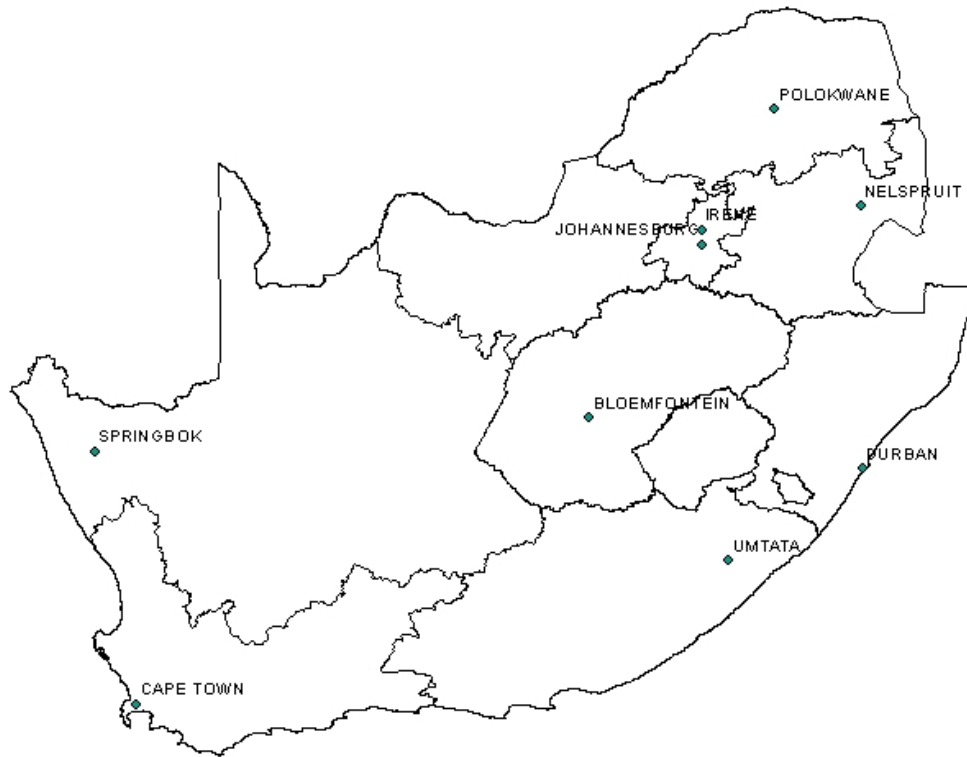 POLOKWANE
NELSPRUIT
IRENE
JOHANNESBURG
BLOEMFONTEIN
SPRINGBOK
DURBAN
UMTATA
CAPE TOWN